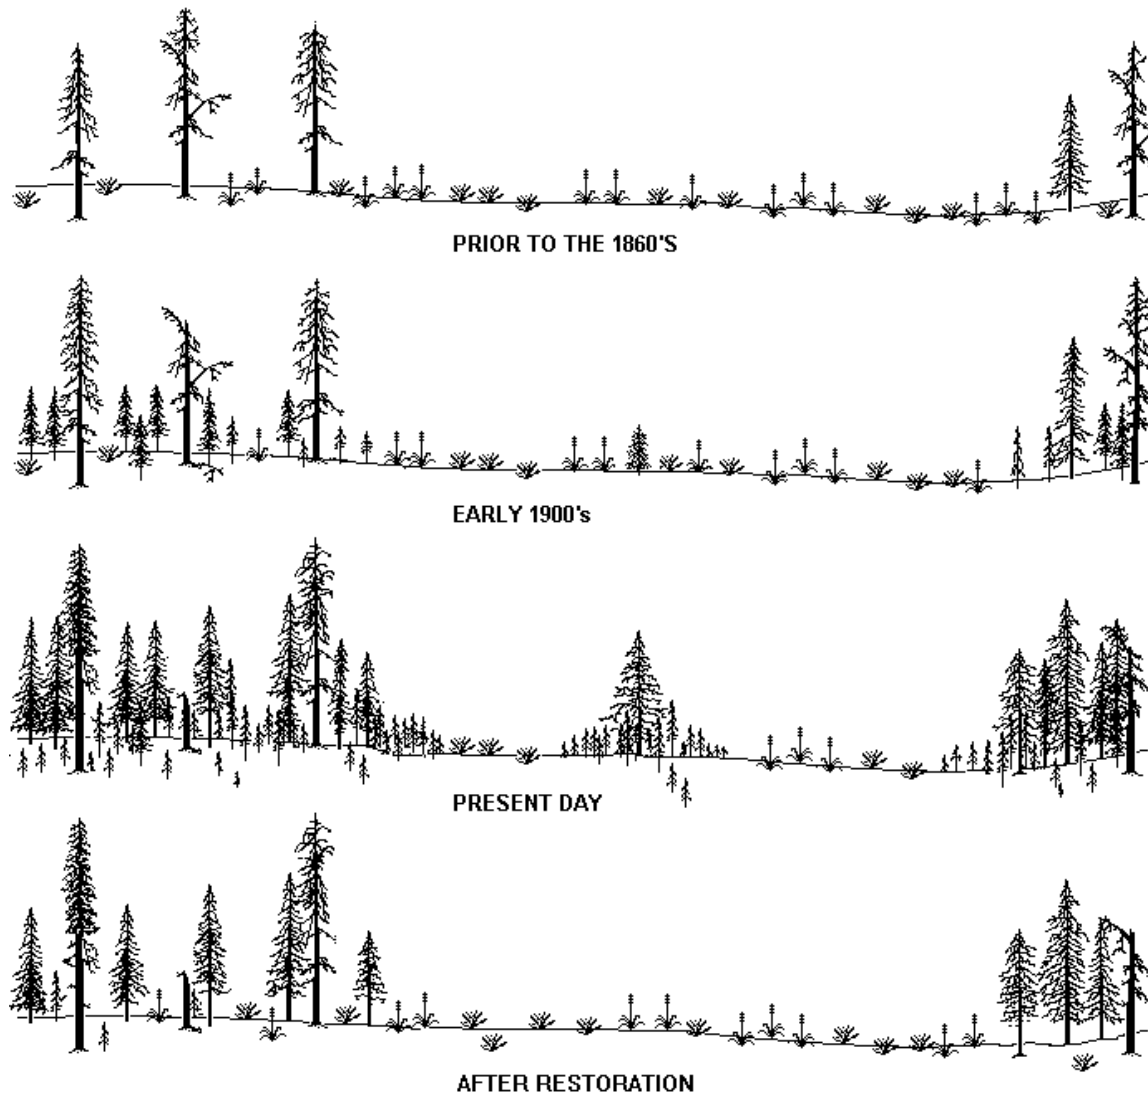 PRIOR TO THE 1860'S
EARLY 1900's
PRESENT DAY
AFTER RESTORATION